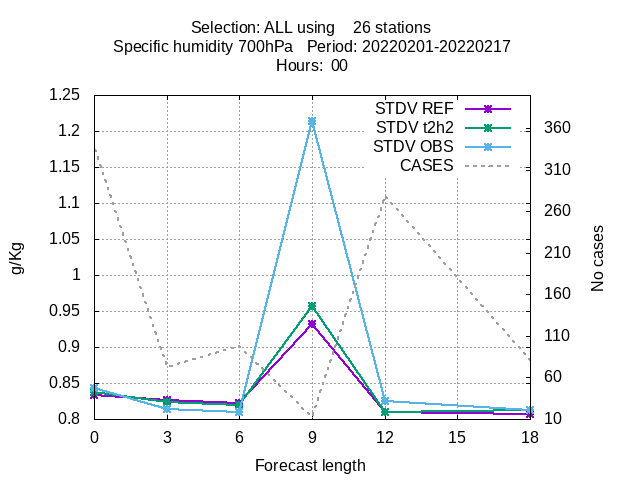 Selection: ALL using    26 stations
Specific humidity 700hPa   Period: 20220201-20220217
Hours:  00
STDV REF
STDV t2h2
STDV OBS
CASES
g/Kg
1.25
1.2
1.15
1.1
1.05
1
0.95
0.9
0.85
0.8
No cases
360
310
260
210
160
110
60
10
0 3 6 9 12 15 18
Forecast length